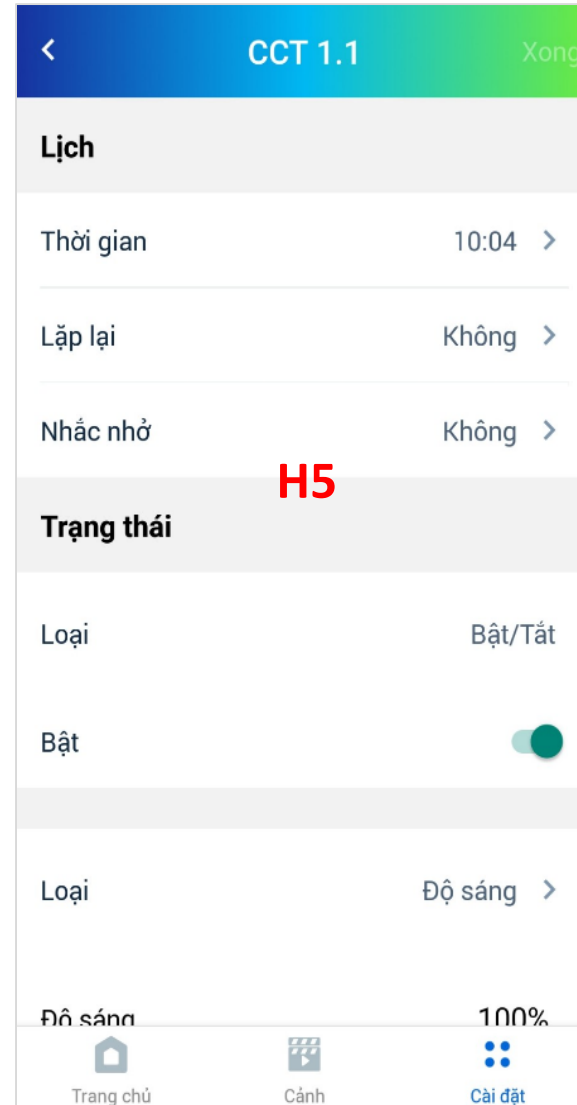 CCT 1.1 Xong
Lịch
Thời gian 10:04
Lặp lại Không
Nhắc nhở Không
H5
Trạng thái
Loại Bật/Tắt
Bật
Loại Độ sáng
Độ sáng 100%
Trang chủ Cảnh Cài đặt